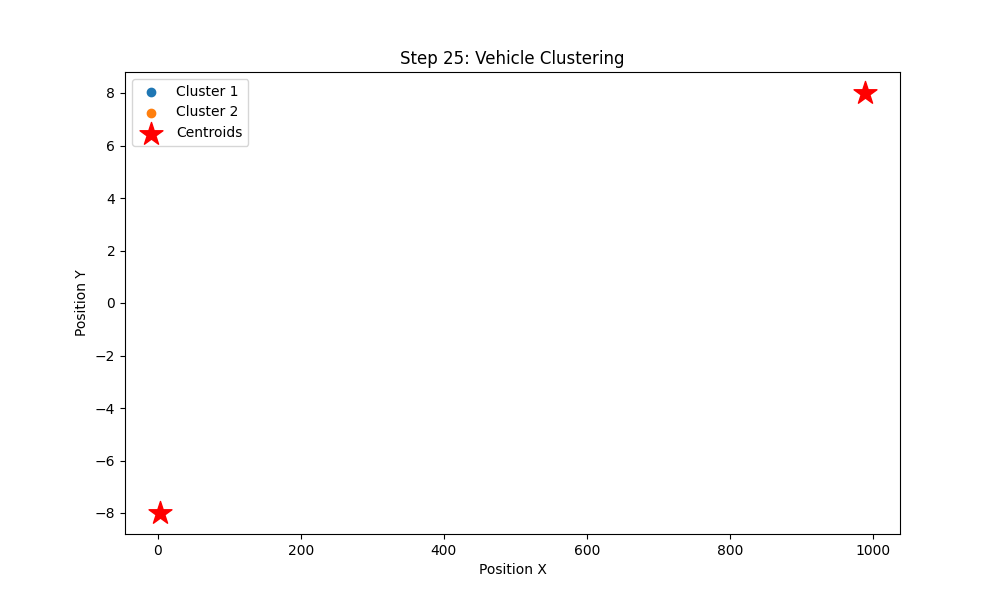 Step 25: Vehicle Clustering
Cluster 1
Cluster 2
Centroids
8
6
4
2
0
−2
−4
−6
−8
Position Y
0 200 400 600 800 1000
Position X